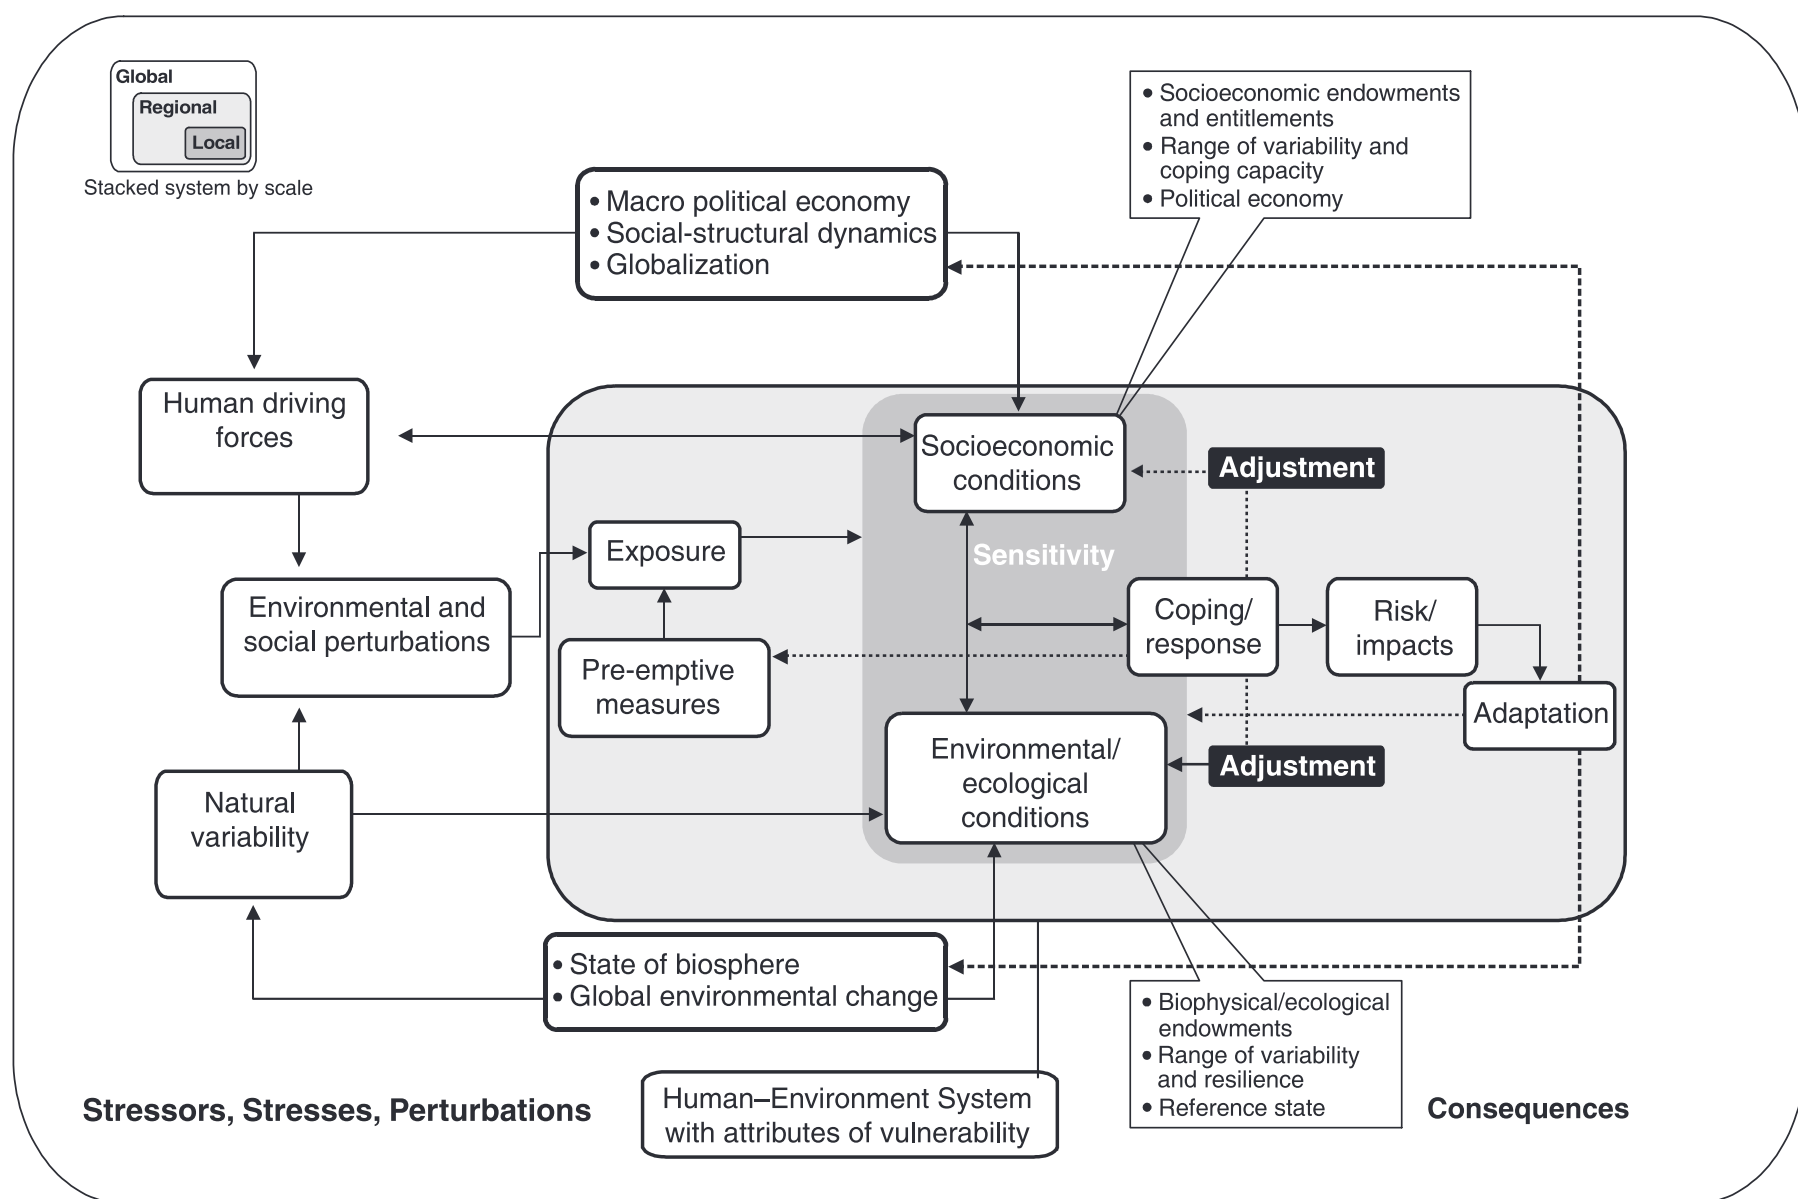 Global
Regional
Local
Stacked system by scale
• Macro political economy
• Social-structural dynamics
• Globalization
• Socioeconomic endowments
and entitlements
• Range of variability and
coping capacity
• Political economy
Human driving
forces
Socioeconomic
conditions
Adjustment
Exposure
Sensitivity
Environmental and
social perturbations
Coping/
response
Risk/
impacts
Pre-emptive
measures
Adaptation
Environmental/
ecological
conditions
Adjustment
Natural
variability
• State of biosphere
• Global environmental change
• Biophysical/ecological
endowments
• Range of variability
and resilience
• Reference state
Stressors, Stresses, Perturbations
Human–Environment System
with attributes of vulnerability
Consequences